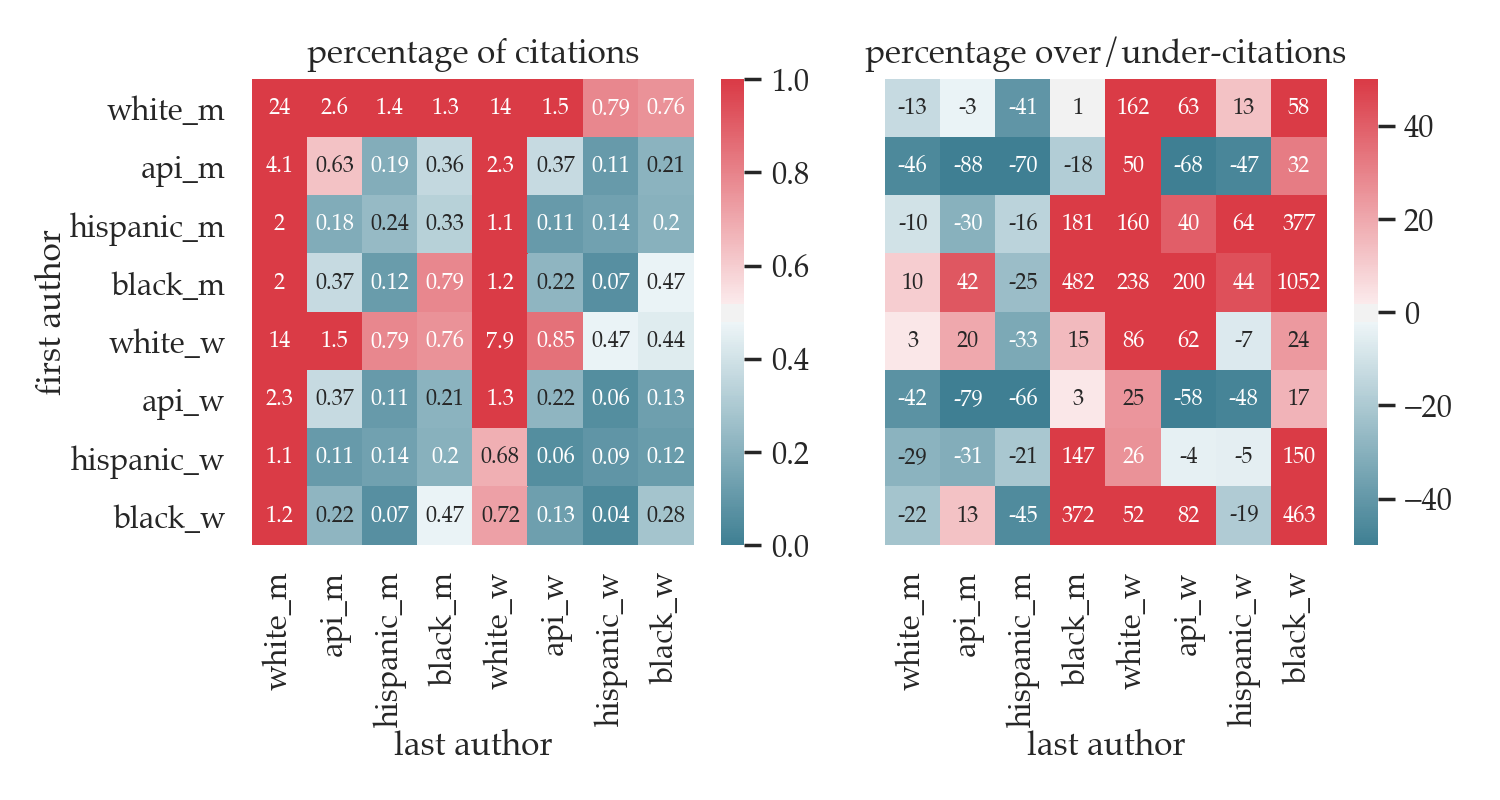 percentage of citations
percentage over/under-citations
first author
white_m 24 2.6 1.4 1.3 14 1.5 0.79 0.76
api_m 4.1 0.63 0.19 0.36 2.3 0.37 0.11 0.21
hispanic_m 2 0.18 0.24 0.33 1.1 0.11 0.14 0.2
black_m 2 0.37 0.12 0.79 1.2 0.22 0.07 0.47
white_w 14 1.5 0.79 0.76 7.9 0.85 0.47 0.44
api_w 2.3 0.37 0.11 0.21 1.3 0.22 0.06 0.13
hispanic_w 1.1 0.11 0.14 0.2 0.68 0.06 0.09 0.12
black_w 1.2 0.22 0.07 0.47 0.72 0.13 0.04 0.28
white_m api_m hispanic_m black_m white_w api_w hispanic_w black_w
last author
1.0
0.8
0.6
0.4
0.2
0.0
-13 -3 -41 1 162 63 13 58
-46 -88 -70 -18 50 -68 -47 32
-10 -30 -16 181 160 40 64 377
10 42 -25 482 238 200 44 1052
3 20 -33 15 86 62 -7 24
-42 -79 -66 3 25 -58 -48 17
-29 -31 -21 147 26 -4 -5 150
-22 13 -45 372 52 82 -19 463
white_m api_m hispanic_m black_m white_w api_w hispanic_w black_w
last author
40
20
0
−20
−40